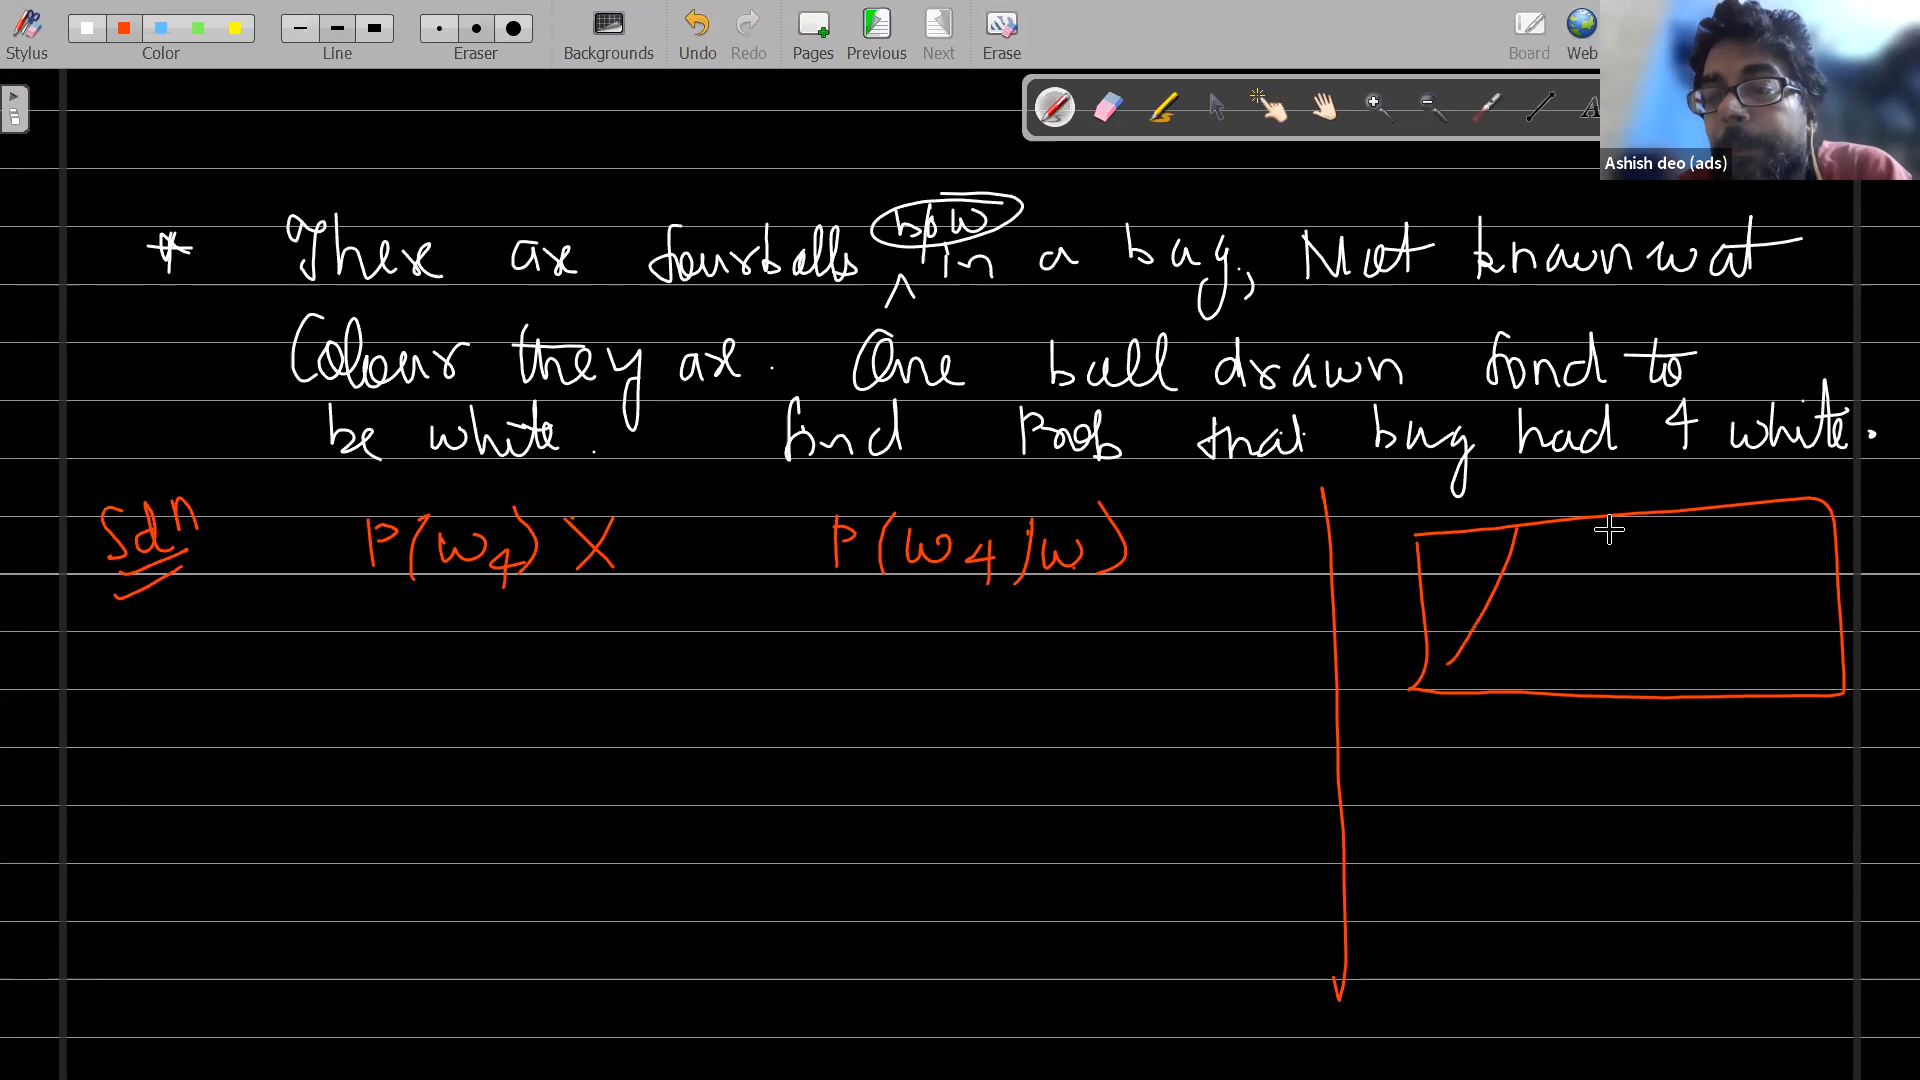 Stylus Color Line Eraser Backgrounds Undo Redo Pages Previous Next Erase Board Web
Ashish deo (ads)
b/w
* There are four balls ^ in a bag, Not known wat
Colour they are. One ball drawn fond to
be white. find Prob that bag had 4 white.
Soln P(W4) X P(W4/W)